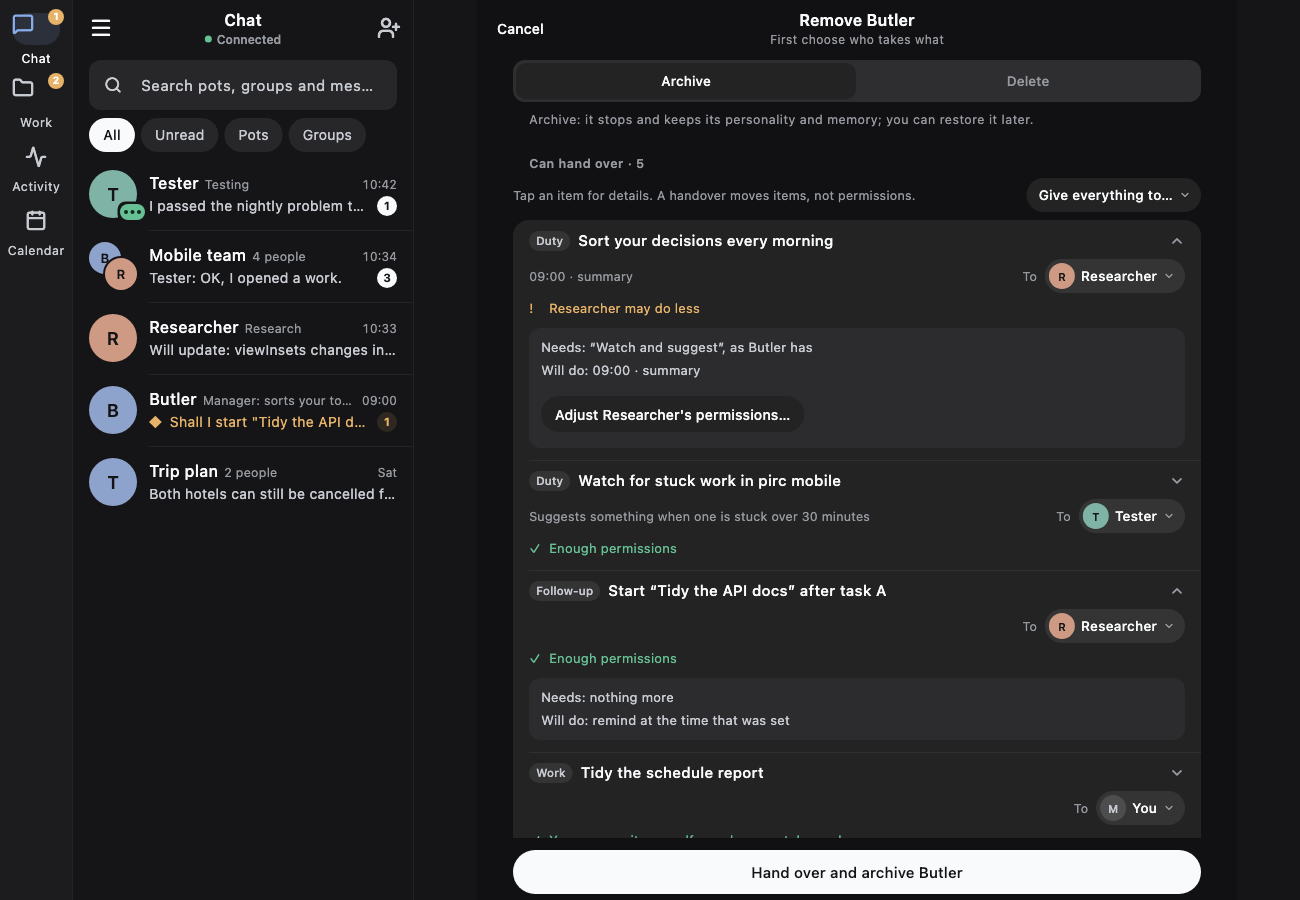 1
Chat
2
Work
Activity
Calendar
Chat
Connected
Search pots, groups and mes...
All
Unread
Pots
Groups
T
Tester Testing 10:42
I passed the nightly problem t... 1
B
R
Mobile team 4 people 10:34
Tester: OK, I opened a work. 3
R
Researcher Research 10:33
Will update: viewInsets changes in...
B
Butler Manager: sorts your to... 09:00
Shall I start "Tidy the API d... 1
T
Trip plan 2 people Sat
Both hotels can still be cancelled f...
Cancel
Remove Butler
First choose who takes what
Archive
Delete
Archive: it stops and keeps its personality and memory; you can restore it later.
Can hand over · 5
Tap an item for details. A handover moves items, not permissions.
Give everything to...
Duty Sort your decisions every morning
09:00 · summary
To R Researcher
! Researcher may do less
Needs: “Watch and suggest”, as Butler has
Will do: 09:00 · summary
Adjust Researcher's permissions...
Duty Watch for stuck work in pirc mobile
Suggests something when one is stuck over 30 minutes
To T Tester
✓ Enough permissions
Follow-up Start “Tidy the API docs” after task A
To R Researcher
✓ Enough permissions
Needs: nothing more
Will do: remind at the time that was set
Work Tidy the schedule report
To M You
Hand over and archive Butler